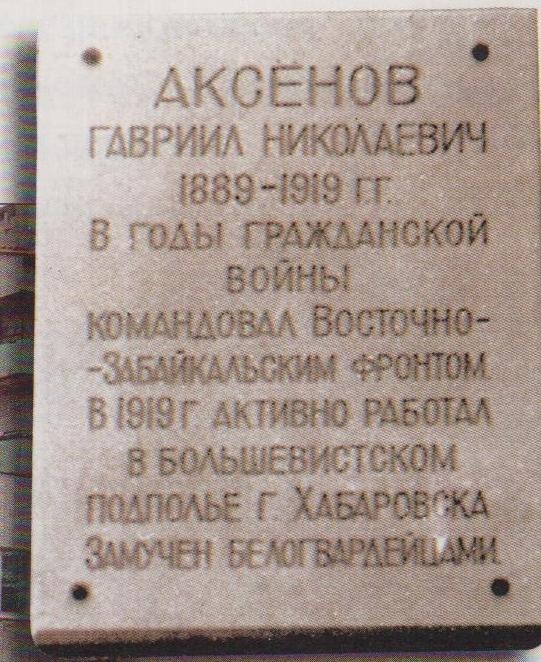 АКСЕНОВ
ГАВРИИЛ НИКОЛАЕВИЧ
1889-1919 Г.Г.
В ГОДЫ ГРАЖДАНСКОЙ
ВОЙНЫ
КОМАНДОВАЛ ВОСТОЧНО-
-ЗАБАЙКАЛЬСКИМ ФРОНТОМ.
В 1919 Г АКТИВНО РАБОТАЛ
В БОЛЬШЕВИСТСКОМ
ПОДПОЛЬЕ Г. ХАБАРОВСКА
ЗАМУЧЕН БЕЛОГВАРДЕЙЦАМИ.